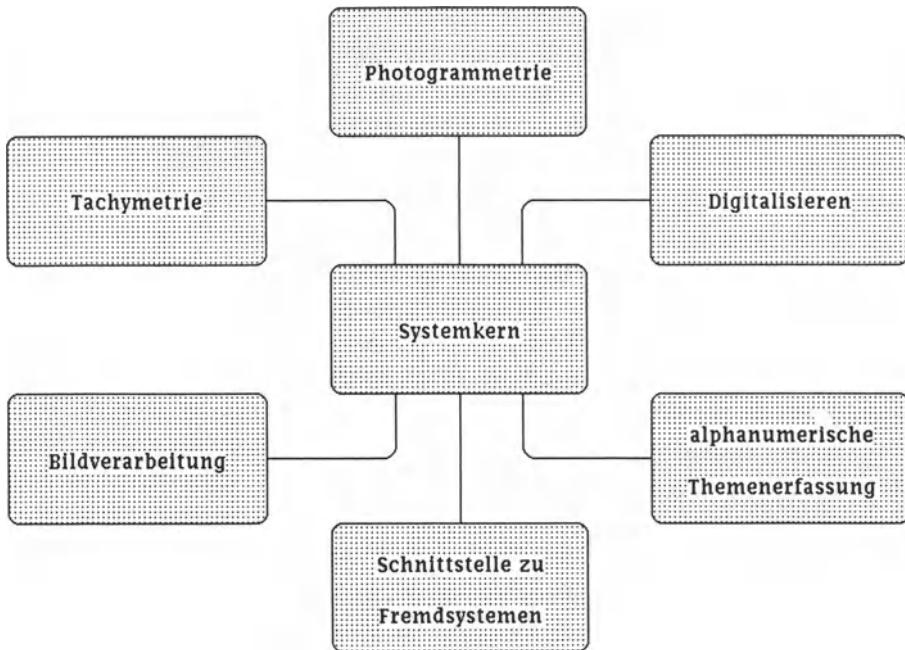 Photogrammetrie
Tachymetrie
Digitalisieren
Systemkern
Bildverarbeitung
alphanumerische
Themenerfassung
Schnittstelle zu
Fremdsystemen